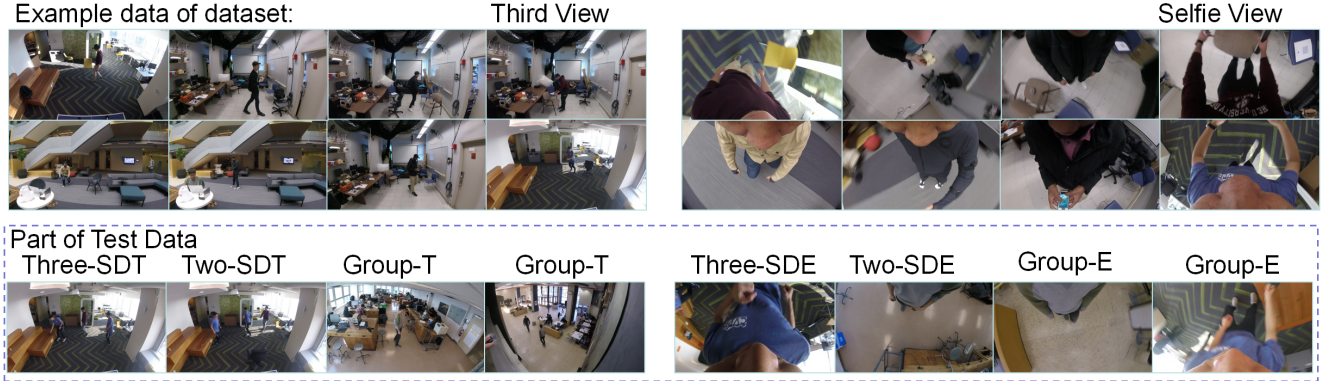 Example data of dataset:
Third View
Selfie View
Part of Test Data
Three-SDT
Two-SDT
Group-T
Group-T
Three-SDE
Two-SDE
Group-E
Group-E